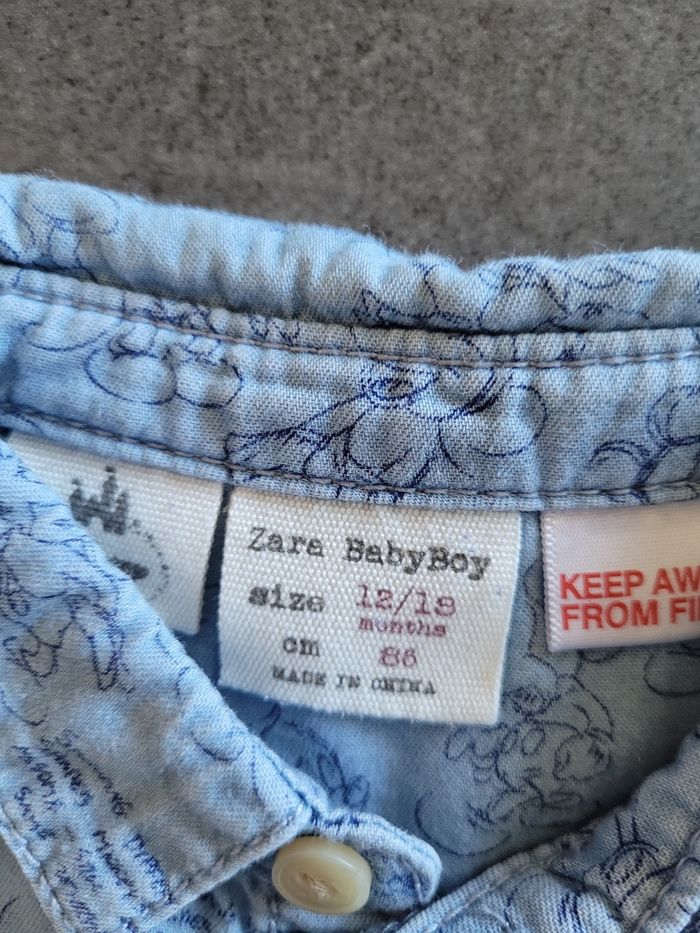 Zara BabyBoy
size 12/18
months
cm 86
MADE IN CHINA
KEEP AW
FROM FI